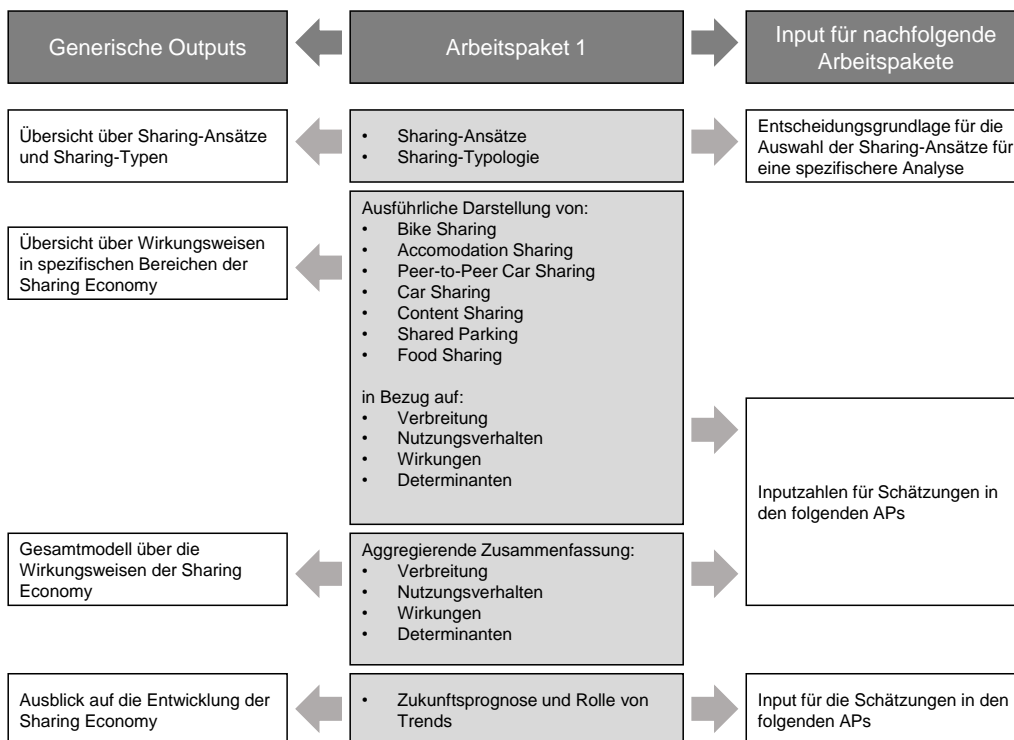 Generische Outputs
Arbeitspaket 1
Input für nachfolgende
Arbeitspakete
Übersicht über Sharing-Ansätze
und Sharing-Typen
• Sharing-Ansätze
• Sharing-Typologie
Entscheidungsgrundlage für die
Auswahl der Sharing-Ansätze für
eine spezifischere Analyse
Übersicht über Wirkungsweisen
in spezifischen Bereichen der
Sharing Economy
Ausführliche Darstellung von:
• Bike Sharing
• Accomodation Sharing
• Peer-to-Peer Car Sharing
• Car Sharing
• Content Sharing
• Shared Parking
• Food Sharing
in Bezug auf:
• Verbreitung
• Nutzungsverhalten
• Wirkungen
• Determinanten
Inputzahlen für Schätzungen in
den folgenden APs
Gesamtmodell über die
Wirkungsweisen der Sharing
Economy
Aggregierende Zusammenfassung:
• Verbreitung
• Nutzungsverhalten
• Wirkungen
• Determinanten
Ausblick auf die Entwicklung der
Sharing Economy
• Zukunftsprognose und Rolle von
Trends
Input für die Schätzungen in den
folgenden APs